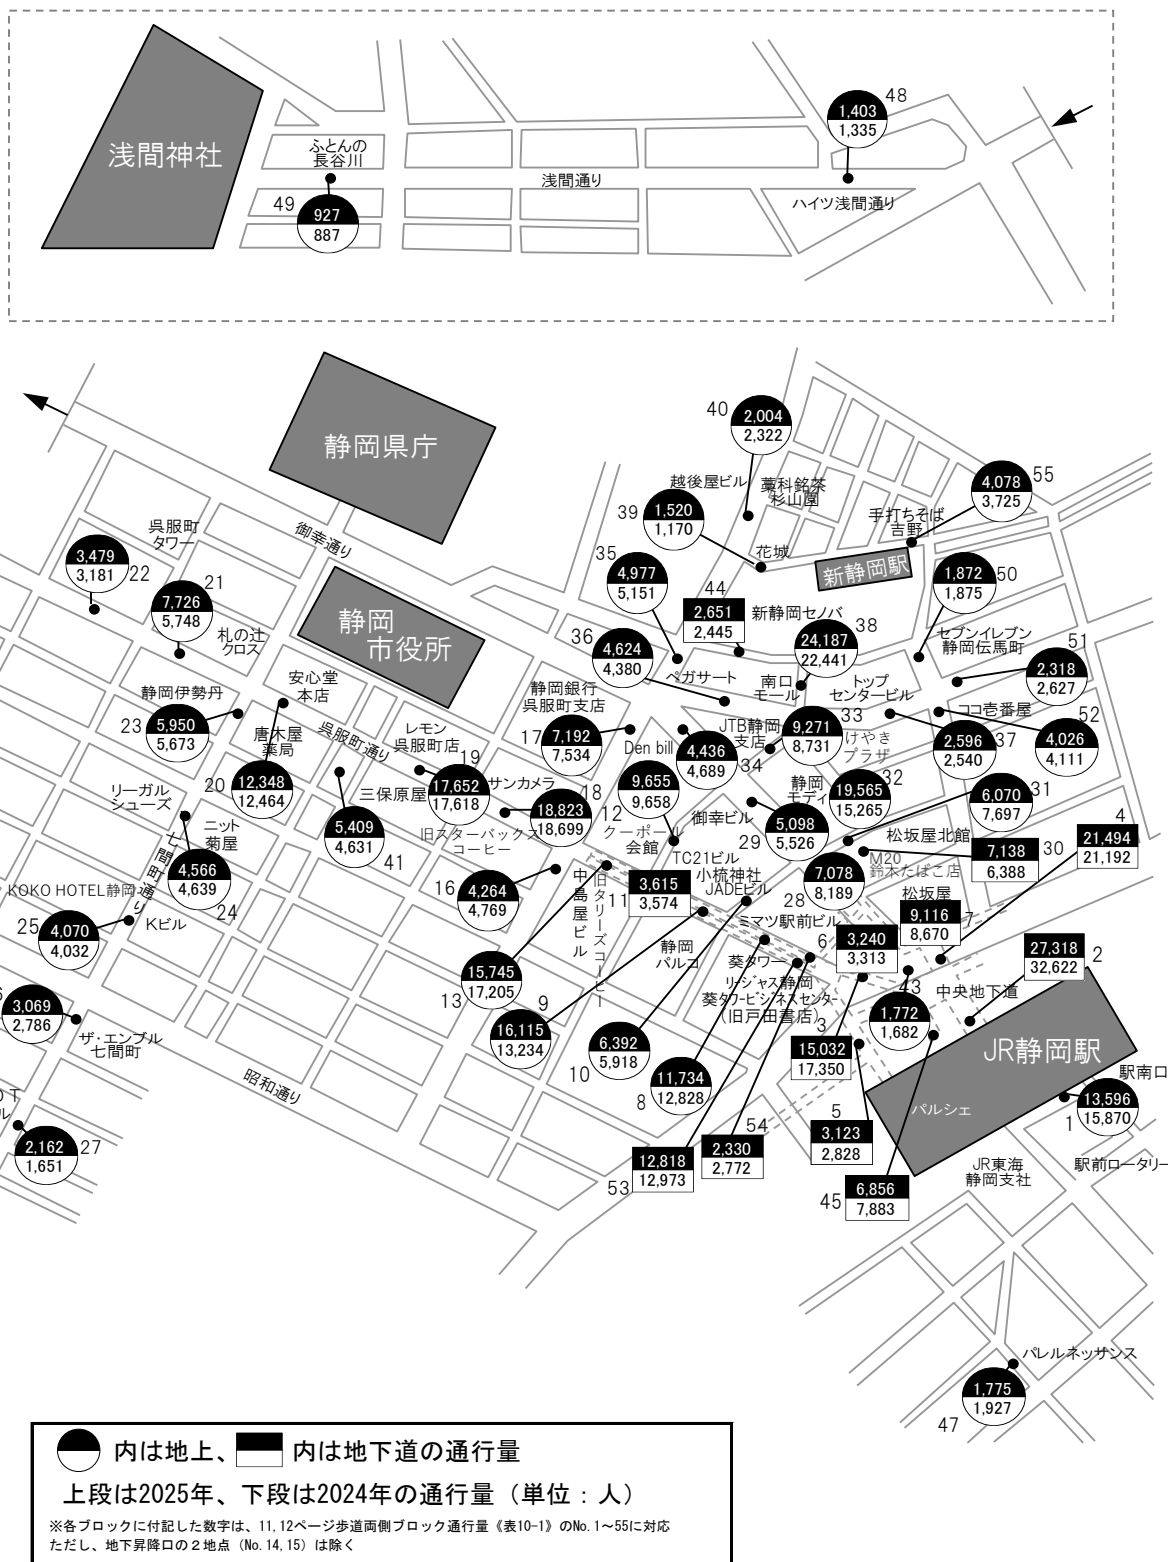 48
1,403
1,335
ハイツ浅間通り
浅間神社
ふとんの
長谷川
浅間通り
49
927
887
静岡県庁
御幸通り
40
2,004
2,322
越後屋ビル
藁科銘茶
杉山園
55
4,078
3,725
手打ちそば
吉野
39
1,520
1,170
花城
新静岡駅
呉服町
タワー
3,479
3,181
22
21
7,726
5,748
札の辻
クロス
静岡
市役所
35
4,977
5,151
44
2,651
2,445
新静岡セノバ
38
24,187
22,441
1,872
1,875
50
セブンイレブン
静岡伝馬町
51
2,318
2,627
36
4,624
4,380
ペガサート
南口
モール
トップ
センタービル
ココ壱番屋
52
4,026
4,111
静岡伊勢丹
23
5,950
5,673
安心堂
本店
唐木屋
薬局
20
12,348
12,464
呉服町通り
レモン
呉服町店
19
17,652
17,618
静岡銀行
呉服町支店
17
7,192
7,534
Den bill
4,436
4,689
34
JTB静岡
支店
9,271
8,731
33
けやき
プラザ
2,596
2,540
37
リーガル
シューズ
三保原屋
5,409
4,631
41
サンカメラ
18
18,823
18,699
旧スターバックス
コーヒー
12
9,655
9,658
クーポール
会館
静岡
モディ
32
19,565
15,265
御幸ビル
29
5,098
5,526
6,070
7,697
31
4
21,494
21,192
松坂屋北館
7,138
6,388
30
M20
鈴木たばこ店
ニット
菊屋
七間町通り
4,566
4,639
24
KOKO HOTEL静岡
25
4,070
4,032
Kビル
16
4,264
4,769
中島屋ビル
旧タリーズコーヒー
11
3,615
3,574
TC21ビル
小梳神社
JADEビル
28
7,078
8,189
松坂屋
9,116
8,670
7
ミマツ駅前ビル
6
3,240
3,313
27,318
32,622
2
静岡
パルコ
葵タワー
リージャス静岡
葵タワービジネスセンター
(旧戸田書店)
43
1,772
1,682
中央地下道
JR静岡駅
パルシェ
13
15,745
17,205
9
16,115
13,234
10
6,392
5,918
8
11,734
12,828
3
15,032
17,350
3,069
2,786
ザ・エンブル
七間町
昭和通り
2,162
1,651
27
53
12,818
12,973
54
2,330
2,772
5
3,123
2,828
45
6,856
7,883
駅南口
1
13,596
15,870
JR東海
静岡支社
駅前ロータリー
パレルネッサンス
47
1,775
1,927
内は地上、 内は地下道の通行量
上段は2025年、下段は2024年の通行量（単位：人）
※各ブロックに付記した数字は、11,12ページ歩道両側ブロック通行量《表10-1》のNo.1～55に対応
ただし、地下昇降口の２地点（No.14,15）は除く